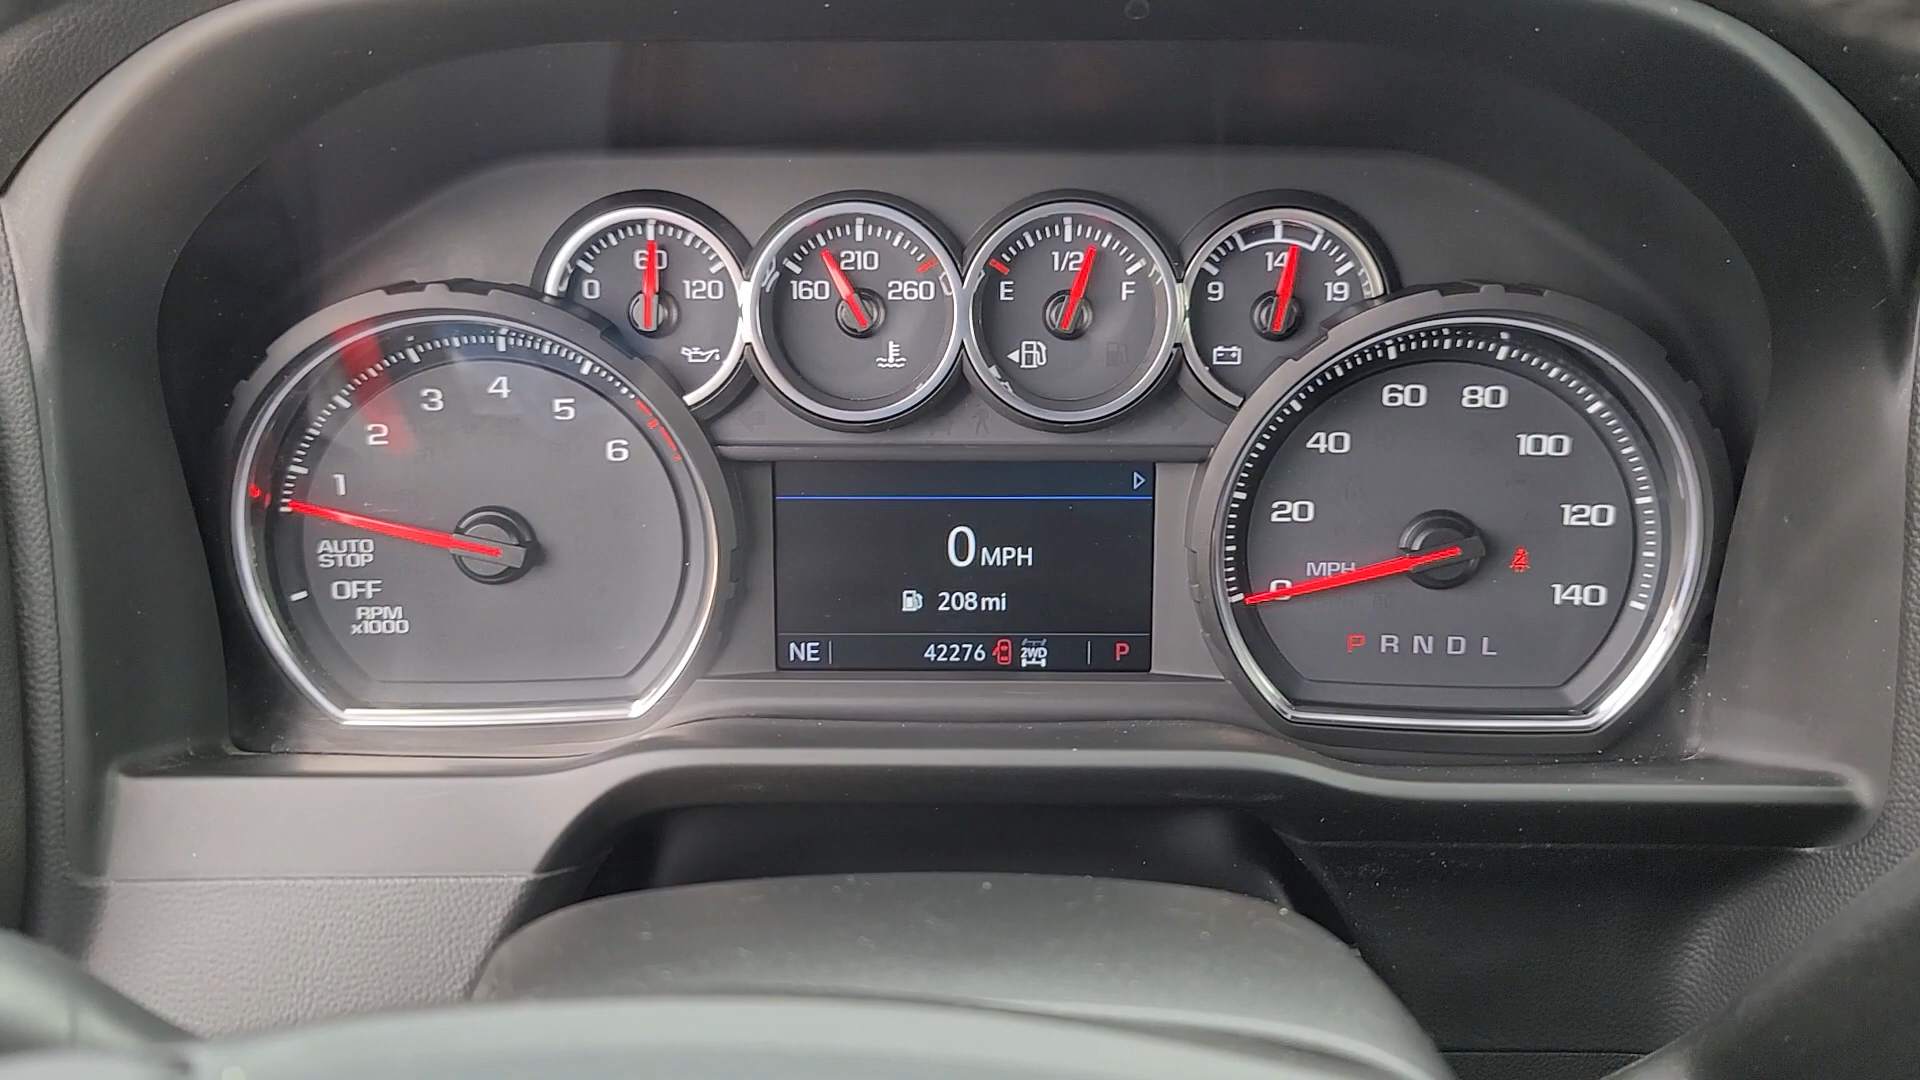 0 60 120
160 210 260
E 1/2 F
9 14 19
1 2 3 4 5 6
AUTO
STOP
OFF
RPM
x1000
0 MPH
208 mi
NE
42276
2WD
P
0 20 40 60 80 100 120 140
MPH
P R N D L